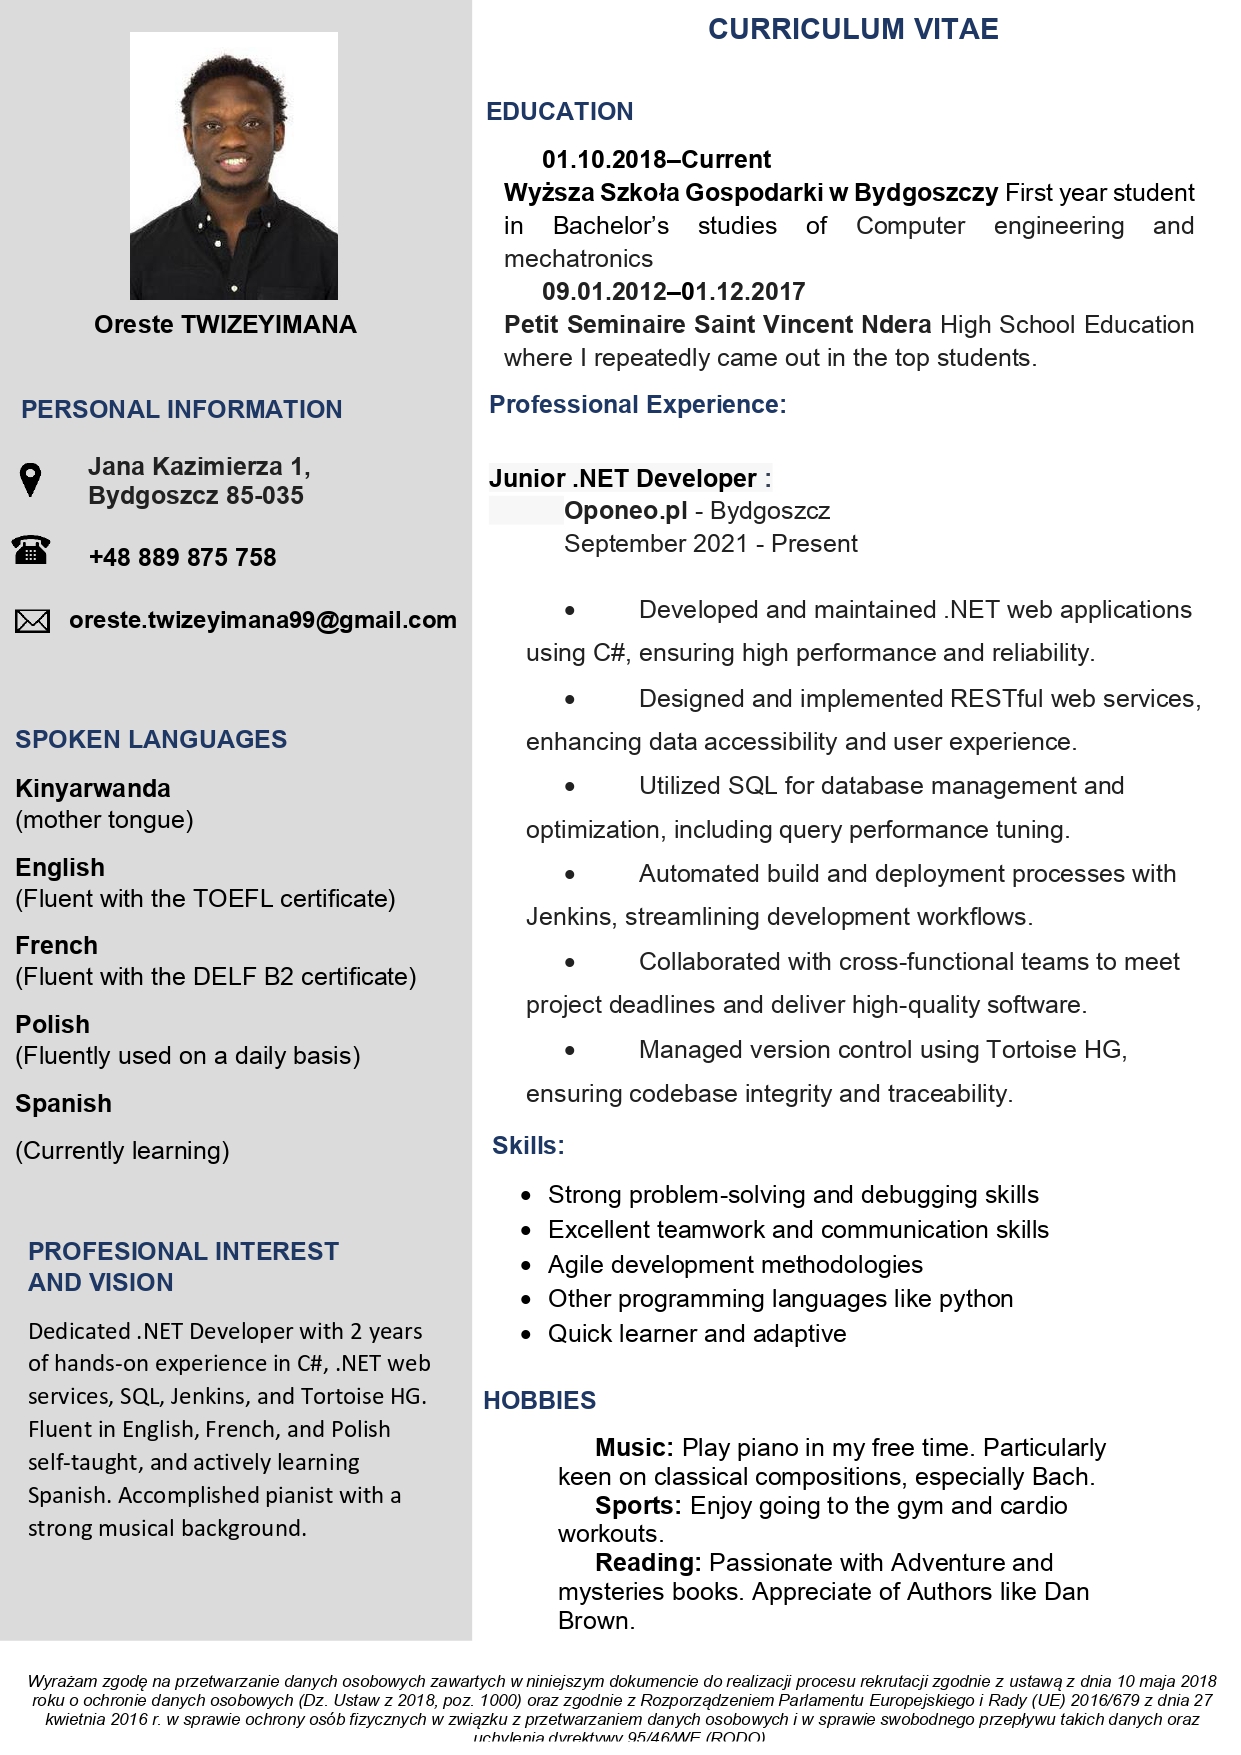 Oreste TWIZEYIMANA
PERSONAL INFORMATION
Jana Kazimierza 1,
Bydgoszcz 85-035
+48 889 875 758
oreste.twizeyimana99@gmail.com
SPOKEN LANGUAGES
Kinyarwanda
(mother tongue)
English
(Fluent with the TOEFL certificate)
French
(Fluent with the DELF B2 certificate)
Polish
(Fluently used on a daily basis)
Spanish
(Currently learning)
PROFESIONAL INTEREST
AND VISION
Dedicated .NET Developer with 2 years
of hands-on experience in C#, .NET web
services, SQL, Jenkins, and Tortoise HG.
Fluent in English, French, and Polish
self-taught, and actively learning
Spanish. Accomplished pianist with a
strong musical background.
CURRICULUM VITAE
EDUCATION
01.10.2018–Current
Wyższa Szkoła Gospodarki w Bydgoszczy First year student
in Bachelor’s studies of Computer engineering and
mechatronics
09.01.2012–01.12.2017
Petit Seminaire Saint Vincent Ndera High School Education
where I repeatedly came out in the top students.
Professional Experience:
Junior .NET Developer :
Oponeo.pl - Bydgoszcz
September 2021 - Present
• Developed and maintained .NET web applications
using C#, ensuring high performance and reliability.
• Designed and implemented RESTful web services,
enhancing data accessibility and user experience.
• Utilized SQL for database management and
optimization, including query performance tuning.
• Automated build and deployment processes with
Jenkins, streamlining development workflows.
• Collaborated with cross-functional teams to meet
project deadlines and deliver high-quality software.
• Managed version control using Tortoise HG,
ensuring codebase integrity and traceability.
Skills:
• Strong problem-solving and debugging skills
• Excellent teamwork and communication skills
• Agile development methodologies
• Other programming languages like python
• Quick learner and adaptive
HOBBIES
Music: Play piano in my free time. Particularly
keen on classical compositions, especially Bach.
Sports: Enjoy going to the gym and cardio
workouts.
Reading: Passionate with Adventure and
mysteries books. Appreciate of Authors like Dan
Brown.
Wyrażam zgodę na przetwarzanie danych osobowych zawartych w niniejszym dokumencie do realizacji procesu rekrutacji zgodnie z ustawą z dnia 10 maja 2018
roku o ochronie danych osobowych (Dz. Ustaw z 2018, poz. 1000) oraz zgodnie z Rozporządzeniem Parlamentu Europejskiego i Rady (UE) 2016/679 z dnia 27
kwietnia 2016 r. w sprawie ochrony osób fizycznych w związku z przetwarzaniem danych osobowych i w sprawie swobodnego przepływu takich danych oraz
uchylenia dyrektywy 95/46/WE (RODO)